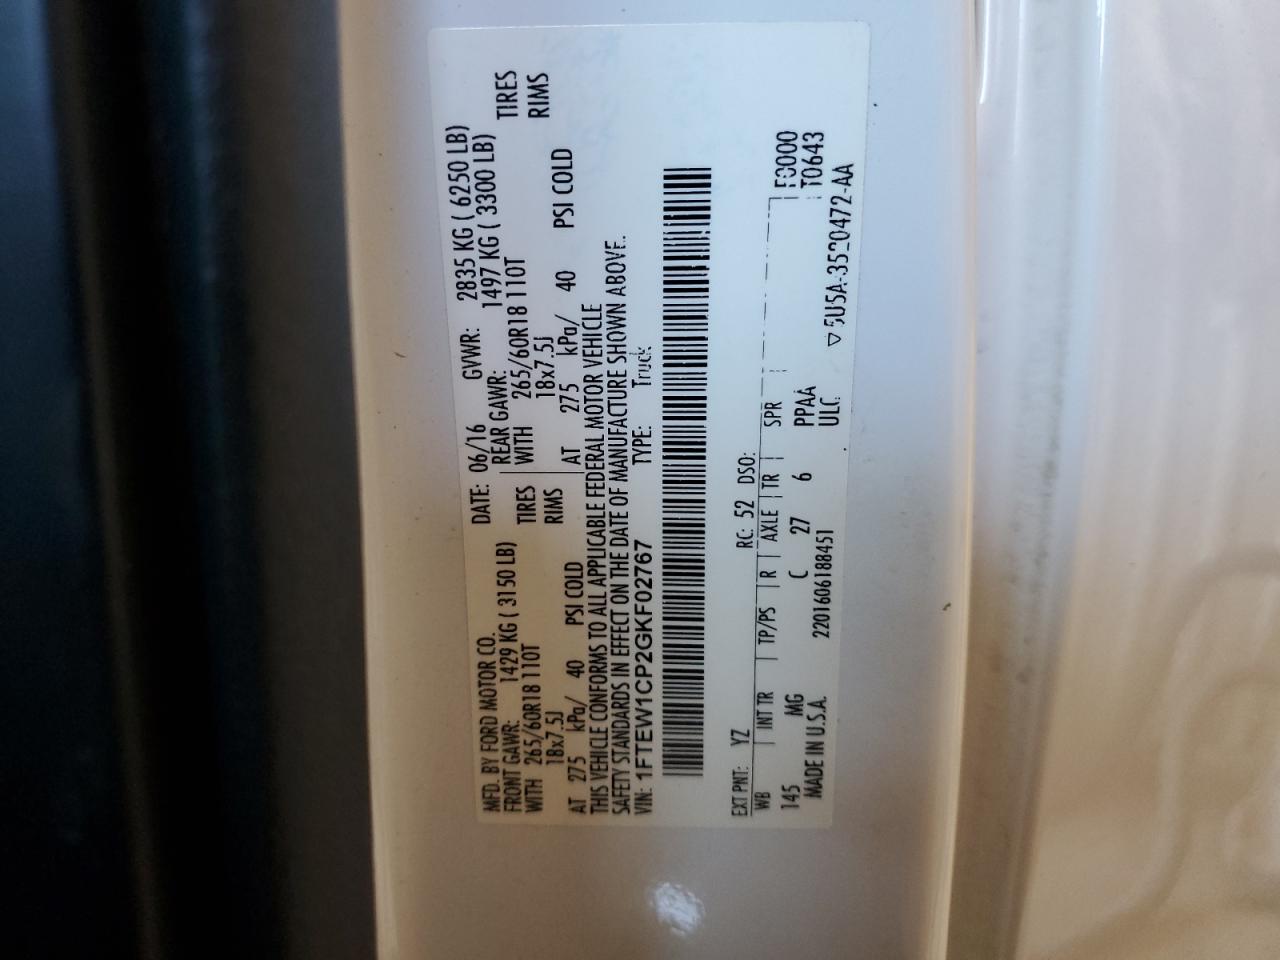 MFD. BY FORD MOTOR CO. DATE: 06/16 GVWR: 2835 KG ( 6250 LB)
FRONT GAWR: 1429 KG ( 3150 LB) REAR GAWR: 1497 KG ( 3300 LB)
WITH 265/60R18 110T TIRES WITH 265/60R18 110T TIRES
18x7.5J RIMS 18x7.5J RIMS
AT 275 kPa/ 40 PSI COLD AT 275 kPa/ 40 PSI COLD
THIS VEHICLE CONFORMS TO ALL APPLICABLE FEDERAL MOTOR VEHICLE
SAFETY STANDARDS IN EFFECT ON THE DATE OF MANUFACTURE SHOWN ABOVE.
VIN: 1FTEW1CP2GKF02767 TYPE: Truck
EXT PNT: YZ RC: 52 DSO:
WB INT TR TP/PS R AXLE TR SPR F0000
145 MG C 27 6 PPAA T0643
MADE IN U.S.A. 2201606188451 ULC
▽5U5A-3520472-AA